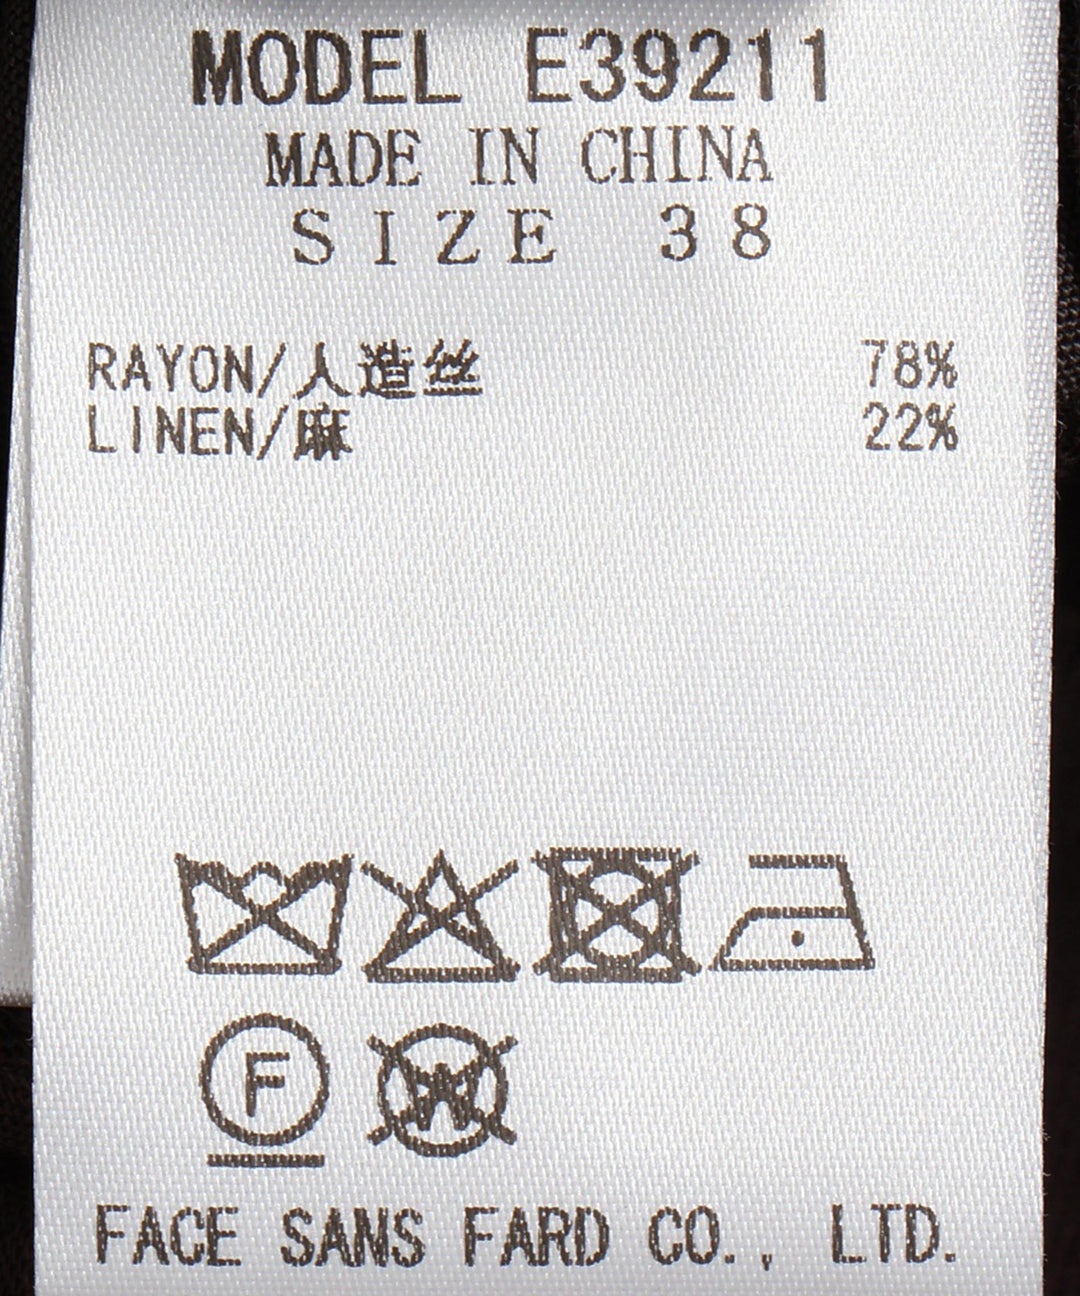 MODEL E39211
MADE IN CHINA
SIZE 38
RAYON/人造丝 78%
LINEN/麻 22%
F W
FACE SANS FARD CO., LTD.